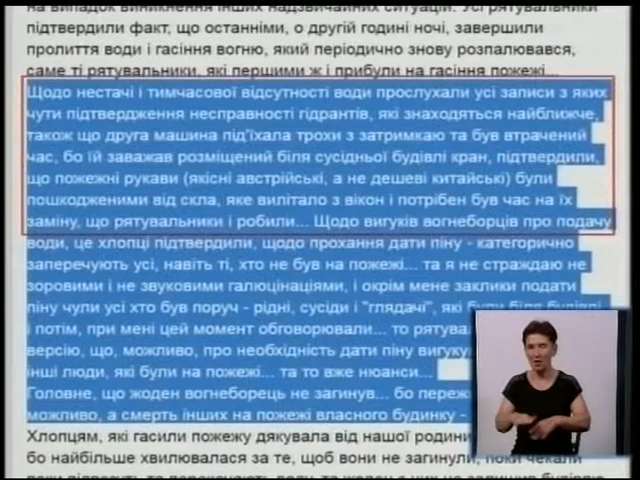 на випадок виникнення інших надзвичайних ситуацій. Усі рятувальники
підтвердили факт, що останніми, о другій годині ночі, завершили
пролиття води і гасіння вогню, який періодично знову розпалювався,
саме ті рятувальники, які першими ж і прибули на гасіння пожежі...
Щодо нестачі і тимчасової відсутності води прослухали усі записи з яких
чути підтвердження несправності гідрантів, які знаходяться найближче,
також що друга машина під'їхала трохи з затримкаю та був втрачений
час, бо їй заважав розміщений біля сусідньої будівлі кран, підтвердили,
що пожежні рукави (якісні австрійські, а не дешеві китайські) були
пошкодженими від скла, яке вилітало з вікон і потрібен був час на їх
заміну, що рятувальники і робили... Щодо вигуків вогнеборців про подачу
води, це хлопці підтвердили, щодо прохання дати піну - категорично
заперечують усі, навіть ті, хто не був на пожежі... та я не страждаю не
зоровими і не звуковими галюцінаціями, і окрім мене заклики подати
піну чули усі хто був поруч - рідні, сусіди і "глядачі", які були біля будівлі
і потім, при мені цей момент обговорювали... то рятува
версію, що, можливо, про необхідність дати піну вигуку
інші люди, які були на пожежі... та то вже нюанси...
Головне, що жоден вогнеборець не загинув... бо переж
можливо, а смерть інших на пожежі власного будинку -
Хлопцям, які гасили пожежу дякувала від нашої родини
бо найбільше хвилювалася за те, щоб вони не загинули, поки чекали